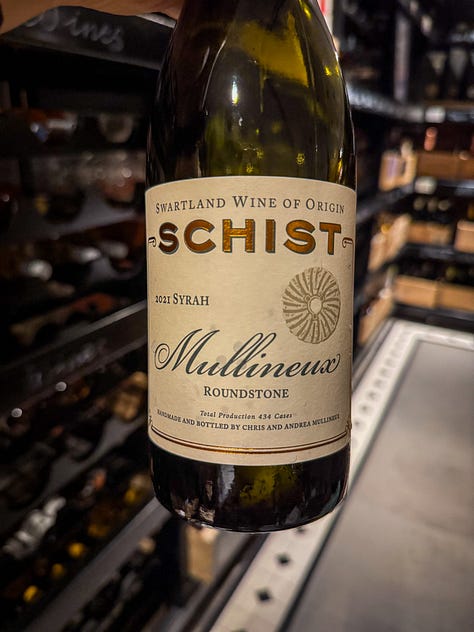 SWARTLAND WINE OF ORIGIN
SCHIST
2021 SYRAH
Mullineux
ROUNDSTONE
Total Production 434 Cases
HANDMADE AND BOTTLED BY CHRIS AND ANDREA MULLINEUX